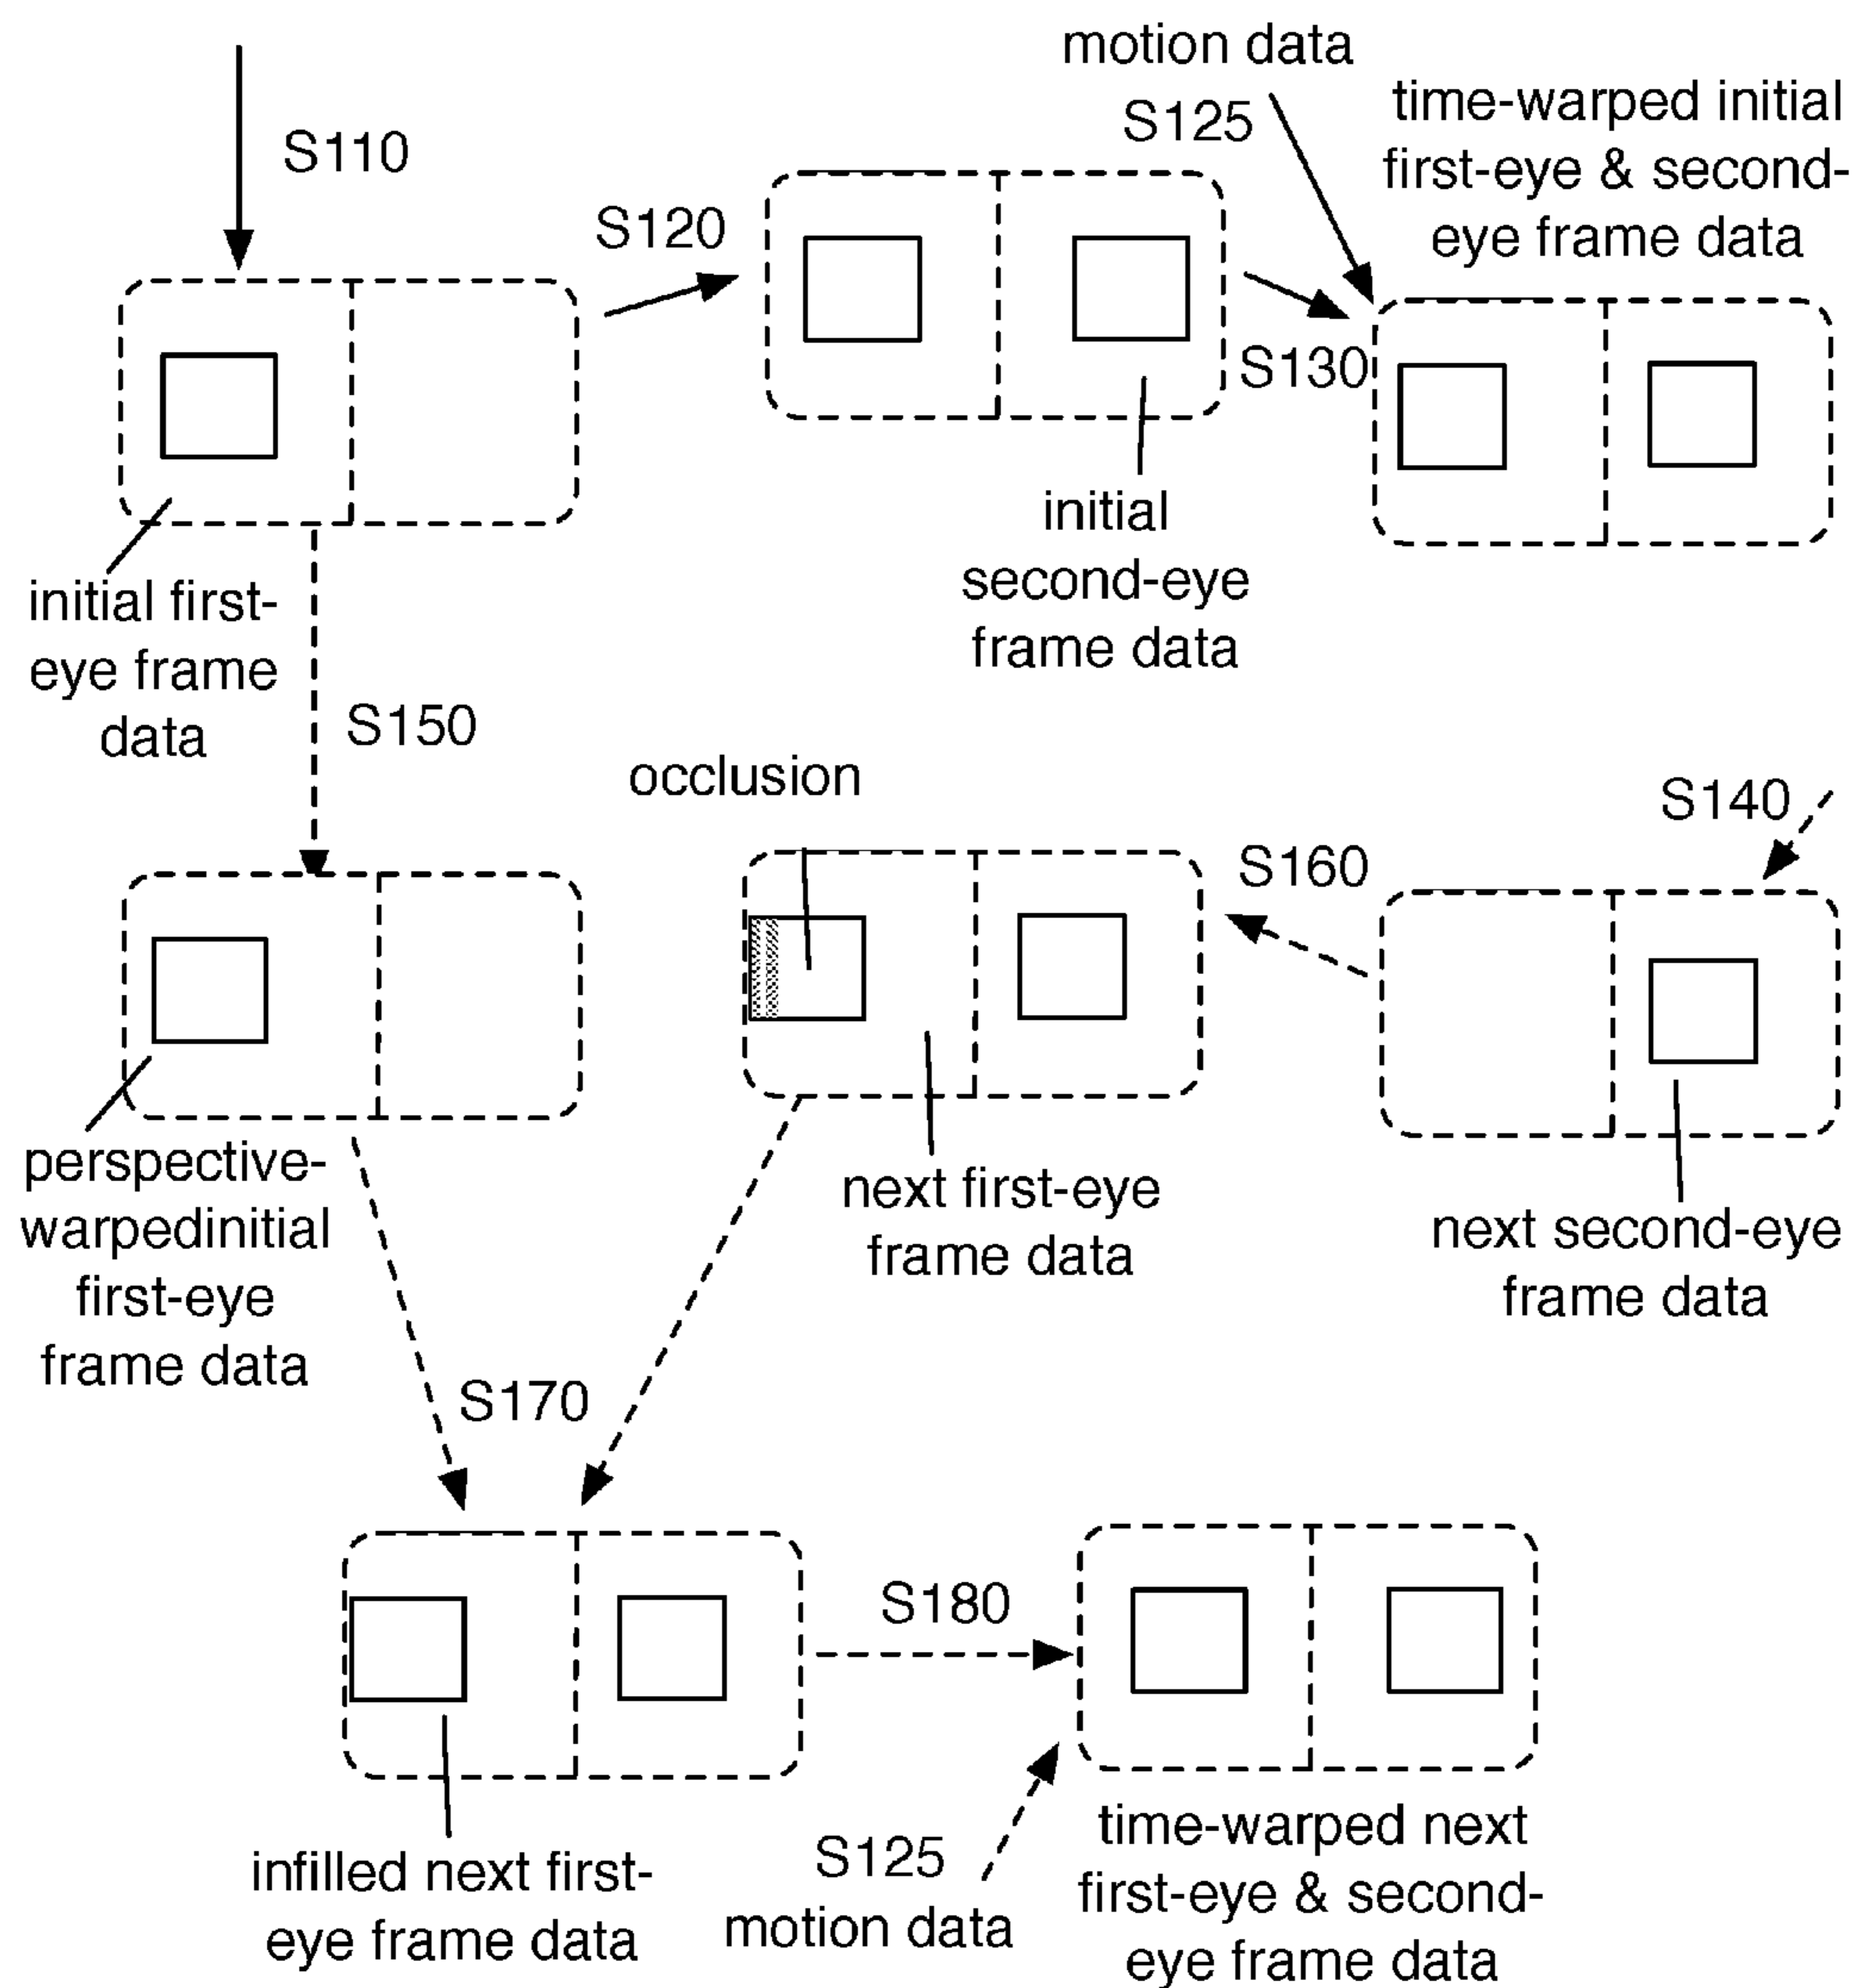 motion data
S125
time-warped initial
first-eye & second-
eye frame data
S110
S120
S130
initial
second-eye
frame data
initial first-
eye frame
data
S150
occlusion
S140
S160
perspective-
warpedinitial
first-eye
frame data
next first-eye
frame data
next second-eye
frame data
S170
S180
infilled next first-
eye frame data
S125
motion data
time-warped next
first-eye & second-
eye frame data